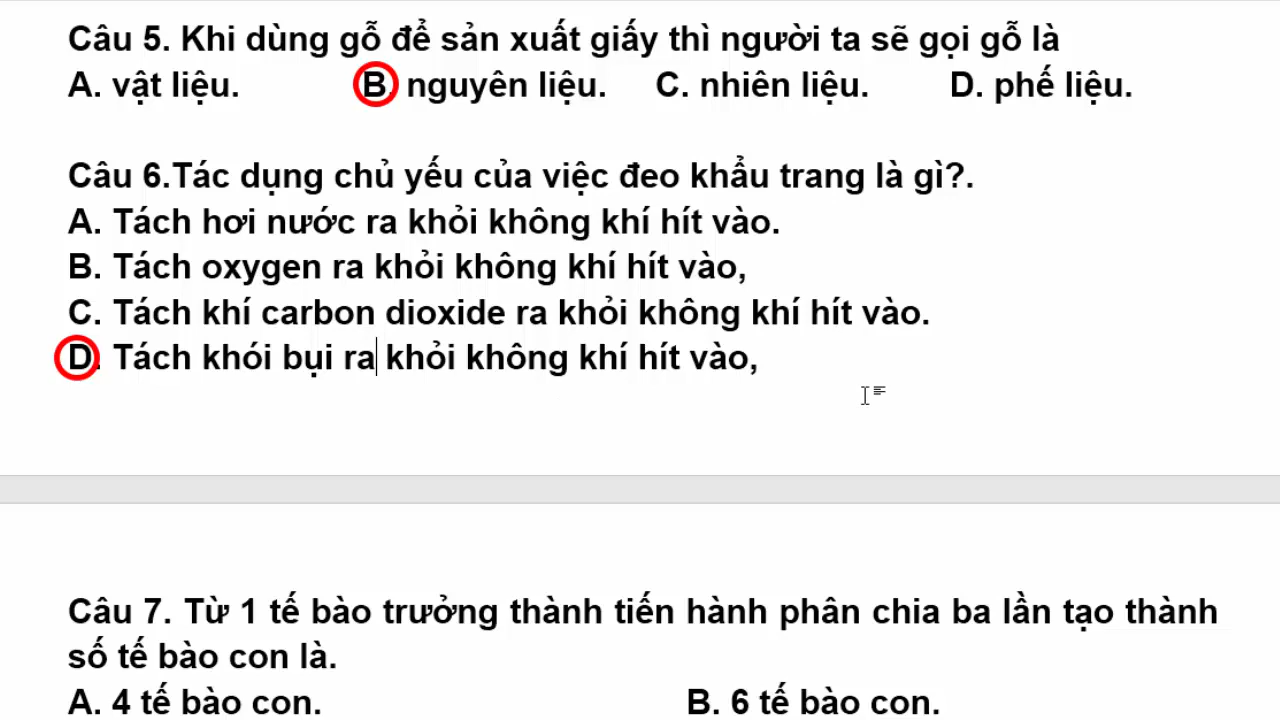 Câu 5. Khi dùng gỗ để sản xuất giấy thì người ta sẽ gọi gỗ là
A. vật liệu. B. nguyên liệu. C. nhiên liệu. D. phế liệu.
Câu 6.Tác dụng chủ yếu của việc đeo khẩu trang là gì?.
A. Tách hơi nước ra khỏi không khí hít vào.
B. Tách oxygen ra khỏi không khí hít vào,
C. Tách khí carbon dioxide ra khỏi không khí hít vào.
D. Tách khói bụi ra khỏi không khí hít vào,
Câu 7. Từ 1 tế bào trưởng thành tiến hành phân chia ba lần tạo thành
số tế bào con là.
A. 4 tế bào con. B. 6 tế bào con.